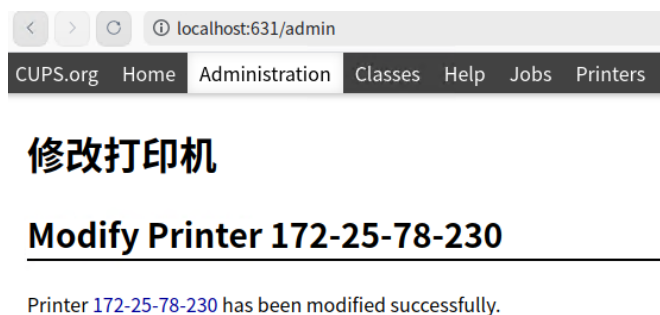 localhost:631/admin
CUPS.org Home Administration Classes Help Jobs Printers
修改打印机
Modify Printer 172-25-78-230
Printer 172-25-78-230 has been modified successfully.